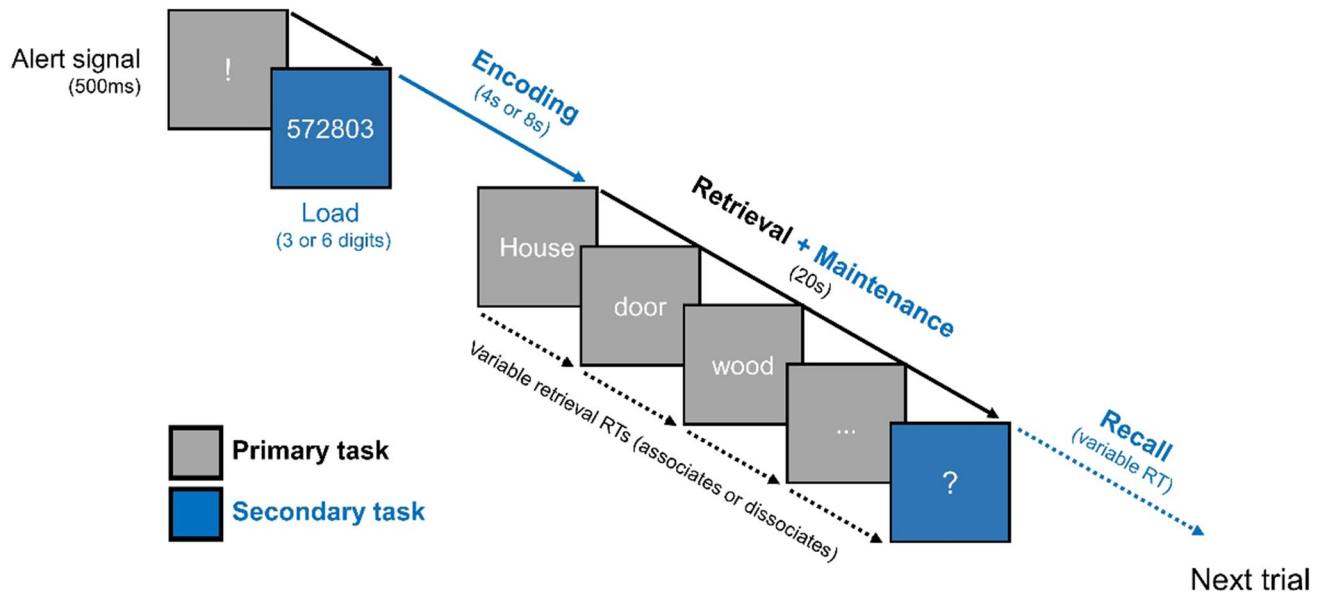 Alert signal
(500ms)
!
572803
Load
(3 or 6 digits)
Encoding
(4s or 8s)
House
door
wood
...
?
Retrieval + Maintenance
(20s)
Variable retrieval RTs (associates or dissociates)
Recall
(variable RT)
Next trial
Primary task
Secondary task